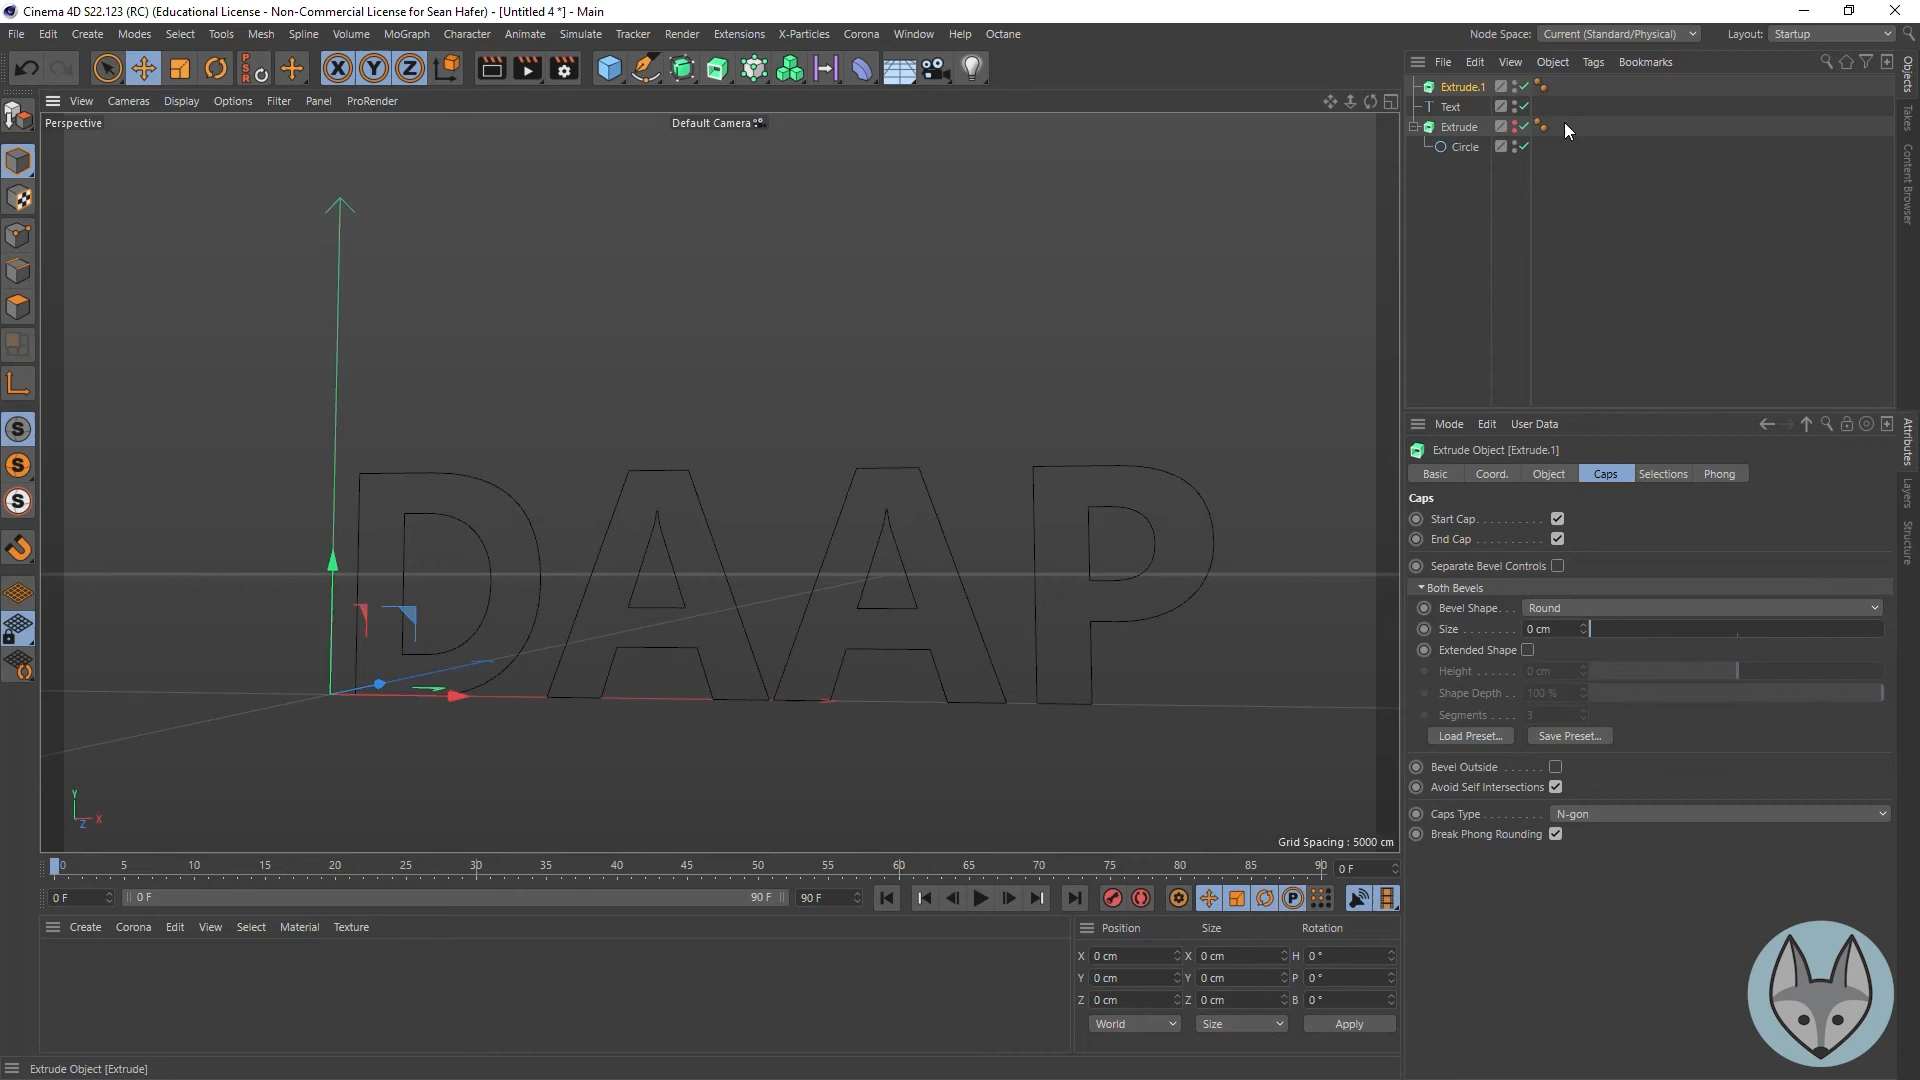 Cinema 4D S22.123 (RC) (Educational License - Non-Commercial License for Sean Hafer) - [Untitled 4 *] - Main
File Edit Create Modes Select Spline Tools Mesh Spline Volume MoGraph Character Animate Simulate Tracker Render Extensions X-Particles Corona Window Help Octane
Node Space: Current (Standard/Physical) Layout: Startup
PSR X Y Z
View Cameras Display Options Filter Panel ProRender
File Edit View Object Tags Bookmarks
Perspective
Default Camera
Extrude.1
Text
Extrude
Circle
Objects
Takes
Content Browser
DAAP
S
S
S
Mode Edit User Data
Extrude Object [Extrude.1]
Basic Coord. Object Caps Selections Phong
Caps
Start Cap
End Cap
Separate Bevel Controls
Both Bevels
Bevel Shape Round
Size 0 cm
Extended Shape
Height 0 cm
Shape Depth 100 %
Segments 3
Load Preset... Save Preset...
Bevel Outside
Avoid Self Intersections
Caps Type N-gon
Break Phong Rounding
Attributes
Layers
Structure
Y
X
Z
Grid Spacing : 5000 cm
0 5 10 15 20 25 30 35 40 45 50 55 60 65 70 75 80 85 90 0 F
0 F 0 F 90 F 90 F P
Create Corona Edit View Select Material Texture
Position Size Rotation
X 0 cm X 0 cm H 0 °
Y 0 cm Y 0 cm P 0 °
Z 0 cm Z 0 cm B 0 °
World Size Apply
Extrude Object [Extrude]